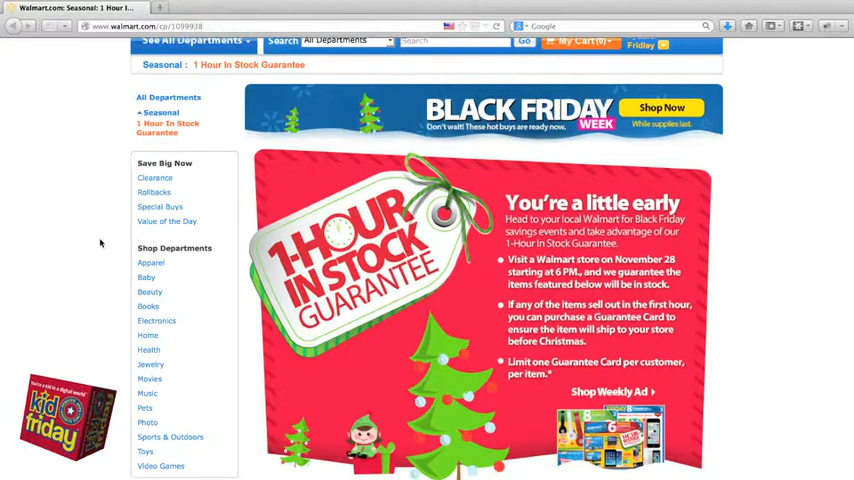 Walmart.com: Seasonal: 1 Hour I...
www.walmart.com/cp/1099938
Google
See All Departments
Search
All Departments
Search
Go
My Cart(0)
Fridley
Seasonal : 1 Hour In Stock Guarantee
All Departments
Seasonal
1 Hour In Stock
Guarantee
BLACK FRIDAY
WEEK
Don't wait! These hot buys are ready now.
Shop Now
While supplies last.
Save Big Now
Clearance
Rollbacks
Special Buys
Value of the Day
Shop Departments
Apparel
Baby
Beauty
Books
Electronics
Home
Health
Jewelry
Movies
Music
Pets
Photo
Sports & Outdoors
Toys
Video Games
1-HOUR
IN STOCK
GUARANTEE
You're a little early
Head to your local Walmart for Black Friday
savings events and take advantage of our
1-Hour In Stock Guarantee.
Visit a Walmart store on November 28
starting at 6 PM., and we guarantee the
items featured below will be in stock.
If any of the items sell out in the first hour,
you can purchase a Guarantee Card to
ensure the item will ship to your store
before Christmas.
Limit one Guarantee Card per customer,
per item.*
Shop Weekly Ad
You're a kid in a digital world
kid
friday